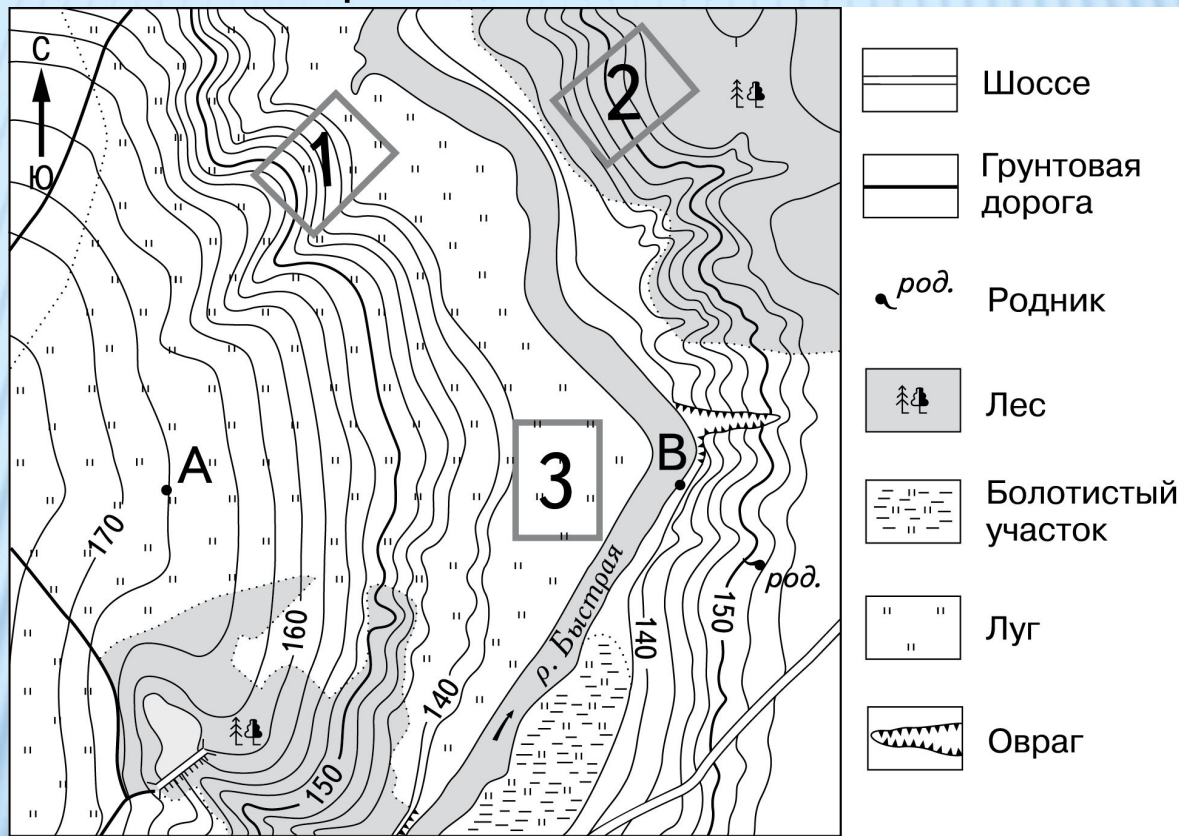 С
Ю
1
2
3
А
В
170
160
150
140
140
150
род.
р. Быстрая
Шоссе
Грунтовая
дорога
род.
Родник
Лес
Болотистый
участок
Луг
Овраг